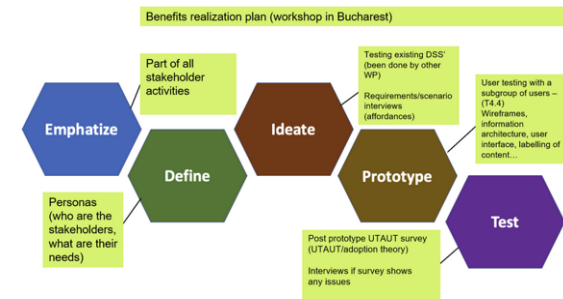 Benefits realization plan (workshop in Bucharest)
Part of all
stakeholder
activities
Testing existing DSS'
(been done by other
WP)
Requirements/scenario
interviews
(affordances)
User testing with a
subgroup of users –
(T4.4)
Wireframes,
information
architecture, user
interface, labelling of
content…
Emphatize
Define
Ideate
Prototype
Test
Personas
(who are the
stakeholders,
what are their
needs)
Post prototype UTAUT survey
(UTAUT/adoption theory)
Interviews if survey shows
any issues